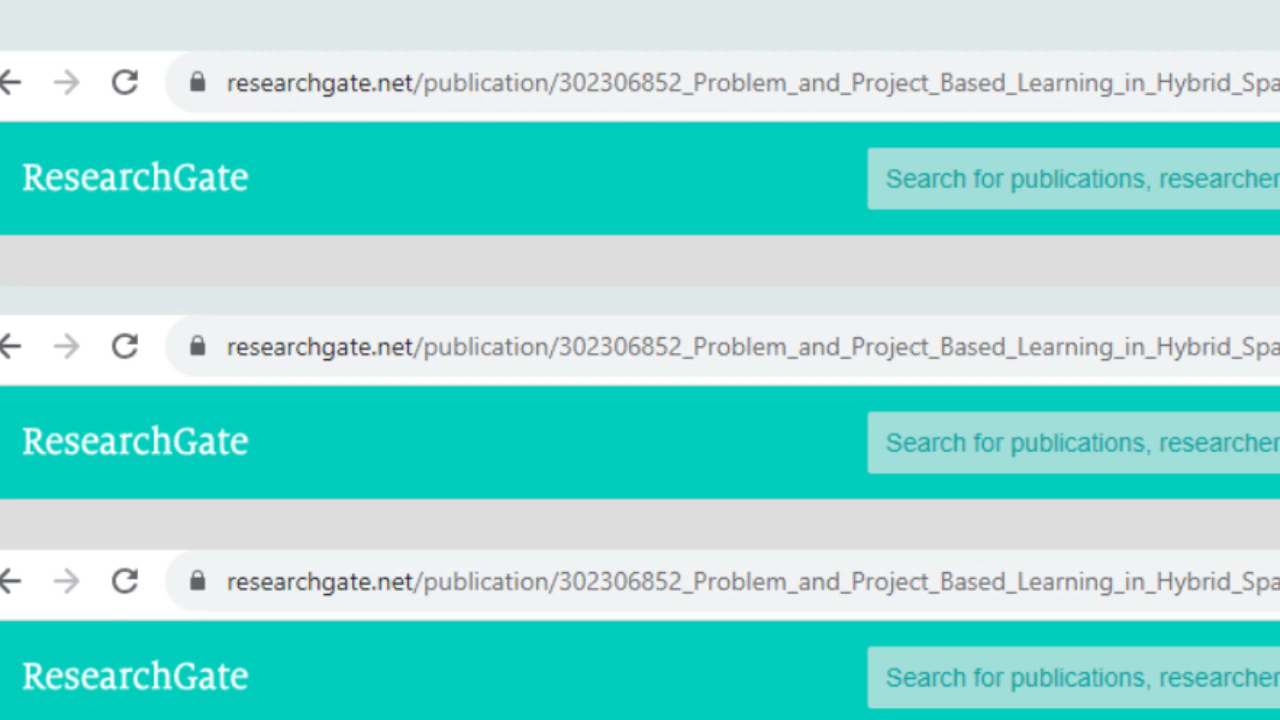 researchgate.net/publication/302306852_Problem_and_Project_Based_Learning_in_Hybrid_Spa
ResearchGate Search for publications, researcher
researchgate.net/publication/302306852_Problem_and_Project_Based_Learning_in_Hybrid_Spa
ResearchGate Search for publications, researcher
researchgate.net/publication/302306852_Problem_and_Project_Based_Learning_in_Hybrid_Spa
ResearchGate Search for publications, researcher